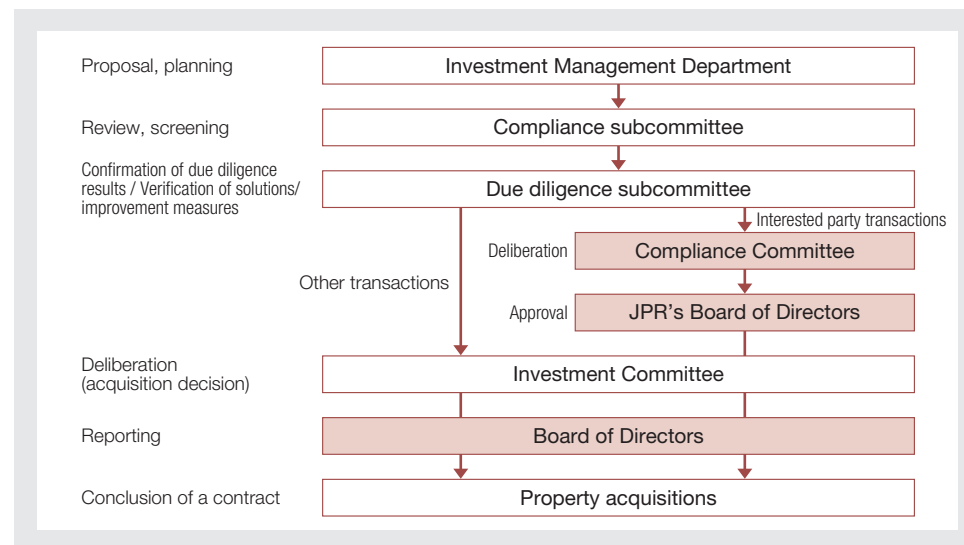 Proposal, planning
Investment Management Department
Review, screening
Compliance subcommittee
Confirmation of due diligence
results / Verification of solutions/
improvement measures
Due diligence subcommittee
Interested party transactions
Deliberation
Compliance Committee
Other transactions
Approval
JPR's Board of Directors
Deliberation
(acquisition decision)
Investment Committee
Reporting
Board of Directors
Conclusion of a contract
Property acquisitions